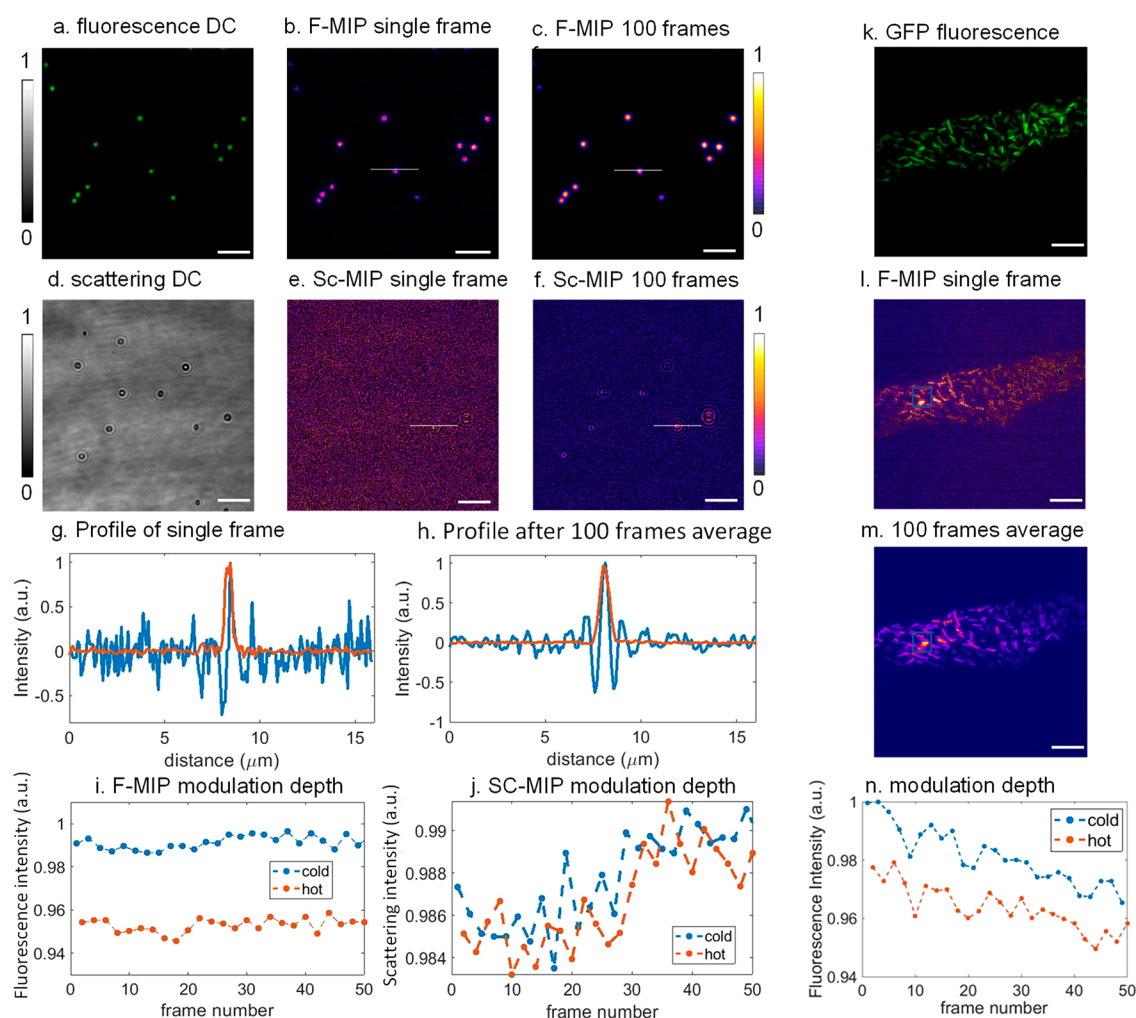 a. fluorescence DC
b. F-MIP single frame
c. F-MIP 100 frames
k. GFP fluorescence
1
0
1
0
d. scattering DC
e. Sc-MIP single frame
f. Sc-MIP 100 frames
l. F-MIP single frame
1
0
1
0
g. Profile of single frame
h. Profile after 100 frames average
m. 100 frames average
Intensity (a.u.)
1
0.5
0
-0.5
0
5
10
15
distance (μm)
Intensity (a.u.)
1
0.5
0
-0.5
-1
0
5
10
15
distance (μm)
i. F-MIP modulation depth
j. SC-MIP modulation depth
n. modulation depth
Fluorescence intensity (a.u.)
1
0.98
0.96
0.94
cold
hot
0
10
20
30
40
50
frame number
Scattering intensity (a.u.)
0.99
0.988
0.986
0.984
cold
hot
0
10
20
30
40
50
frame number
Fluorescence Intensity (a.u.)
1
0.98
0.96
0.94
cold
hot
0
10
20
30
40
50
frame number